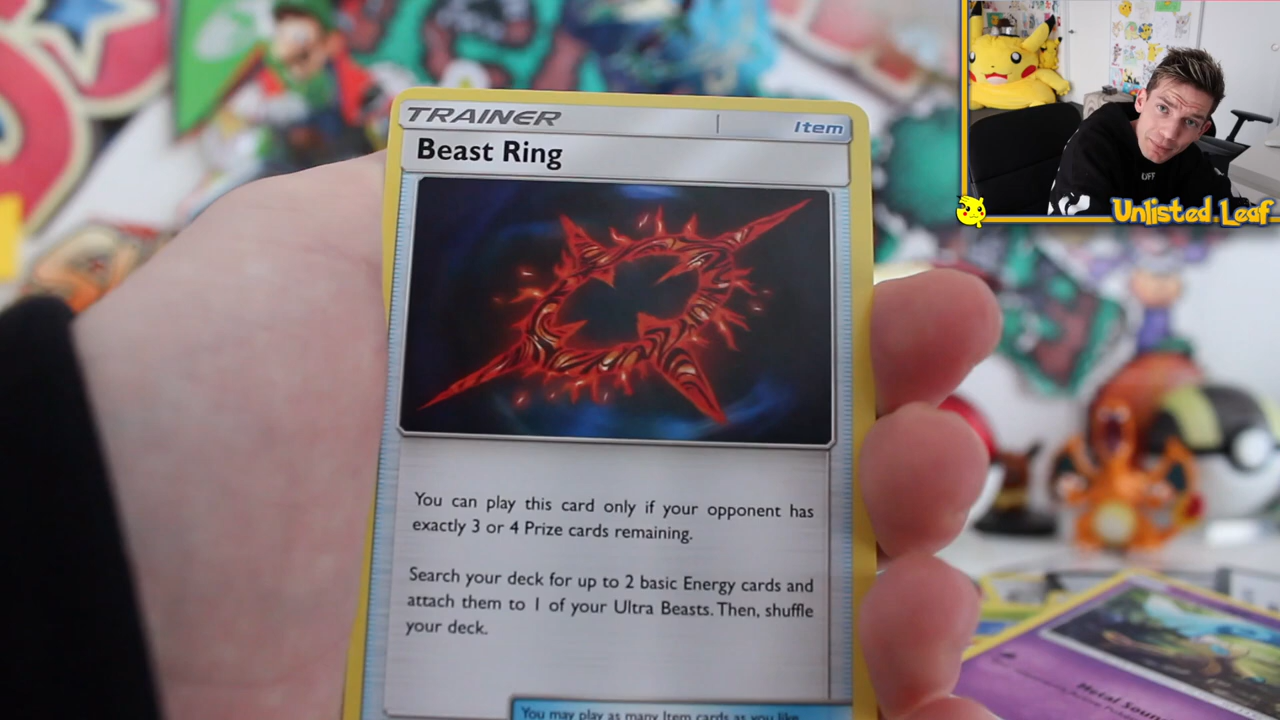 TRAINER
Item
Beast Ring
You can play this card only if your opponent has
exactly 3 or 4 Prize cards remaining.
Search your deck for up to 2 basic Energy cards and
attach them to 1 of your Ultra Beasts. Then, shuffle
your deck.
You may play as many Item cards as you like
Unlisted.Leaf
Metal